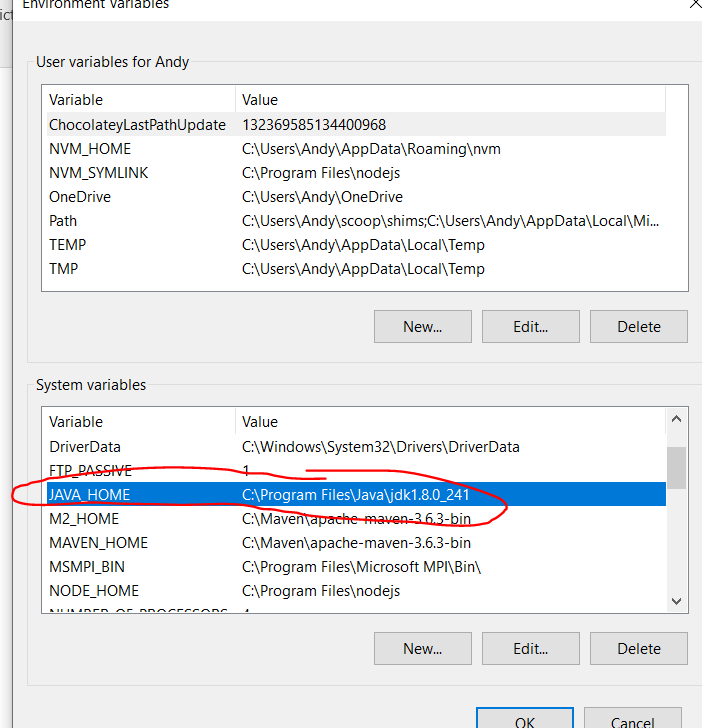 Environment Variables
User variables for Andy
Variable Value
ChocolateyLastPathUpdate 132369585134400968
NVM_HOME C:\Users\Andy\AppData\Roaming\nvm
NVM_SYMLINK C:\Program Files\nodejs
OneDrive C:\Users\Andy\OneDrive
Path C:\Users\Andy\scoop\shims;C:\Users\Andy\AppData\Local\Mi...
TEMP C:\Users\Andy\AppData\Local\Temp
TMP C:\Users\Andy\AppData\Local\Temp
New... Edit... Delete
System variables
Variable Value
DriverData C:\Windows\System32\Drivers\DriverData
FTP_PASSIVE 1
JAVA_HOME C:\Program Files\Java\jdk1.8.0_241
M2_HOME C:\Maven\apache-maven-3.6.3-bin
MAVEN_HOME C:\Maven\apache-maven-3.6.3-bin
MSMPI_BIN C:\Program Files\Microsoft MPI\Bin\
NODE_HOME C:\Program Files\nodejs
NUMBER_OF_PROCESSORS 4
New... Edit... Delete
OK Cancel